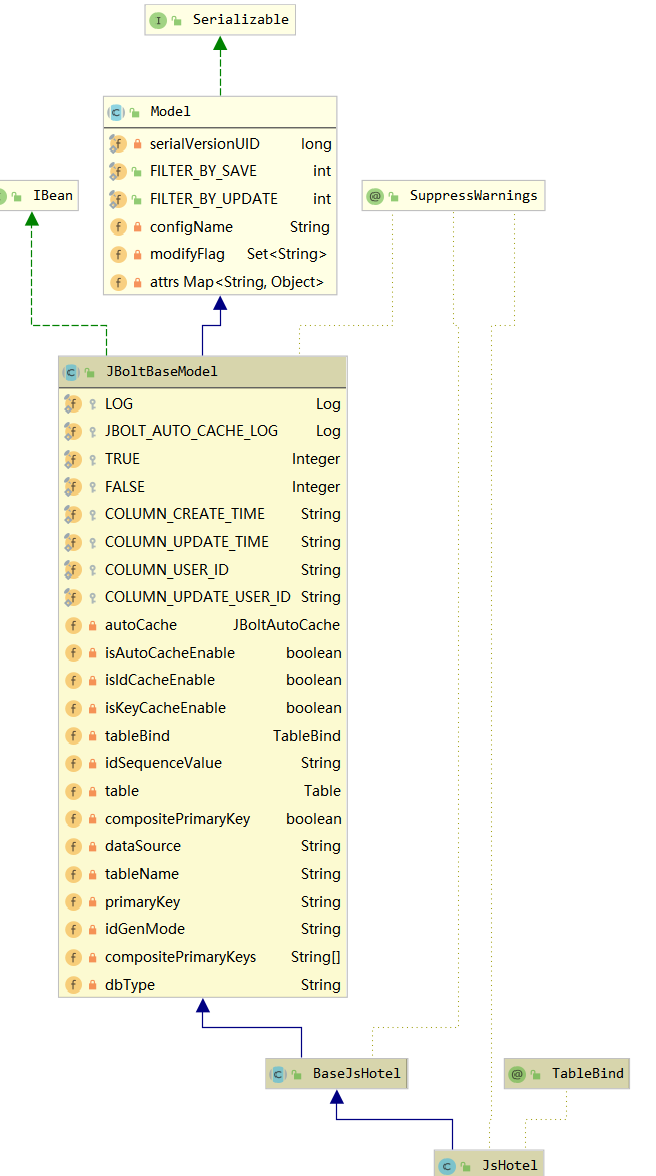 Serializable
Model
serialVersionUID long
FILTER_BY_SAVE int
FILTER_BY_UPDATE int
configName String
modifyFlag Set<String>
attrs Map<String, Object>
IBean
SuppressWarnings
JBoltBaseModel
LOG Log
JBOLT_AUTO_CACHE_LOG Log
TRUE Integer
FALSE Integer
COLUMN_CREATE_TIME String
COLUMN_UPDATE_TIME String
COLUMN_USER_ID String
COLUMN_UPDATE_USER_ID String
autoCache JBoltAutoCache
isAutoCacheEnable boolean
isIdCacheEnable boolean
isKeyCacheEnable boolean
tableBind TableBind
idSequenceValue String
table Table
compositePrimaryKey boolean
dataSource String
tableName String
primaryKey String
idGenMode String
compositePrimaryKeys String[]
dbType String
BaseJsHotel
TableBind
JsHotel